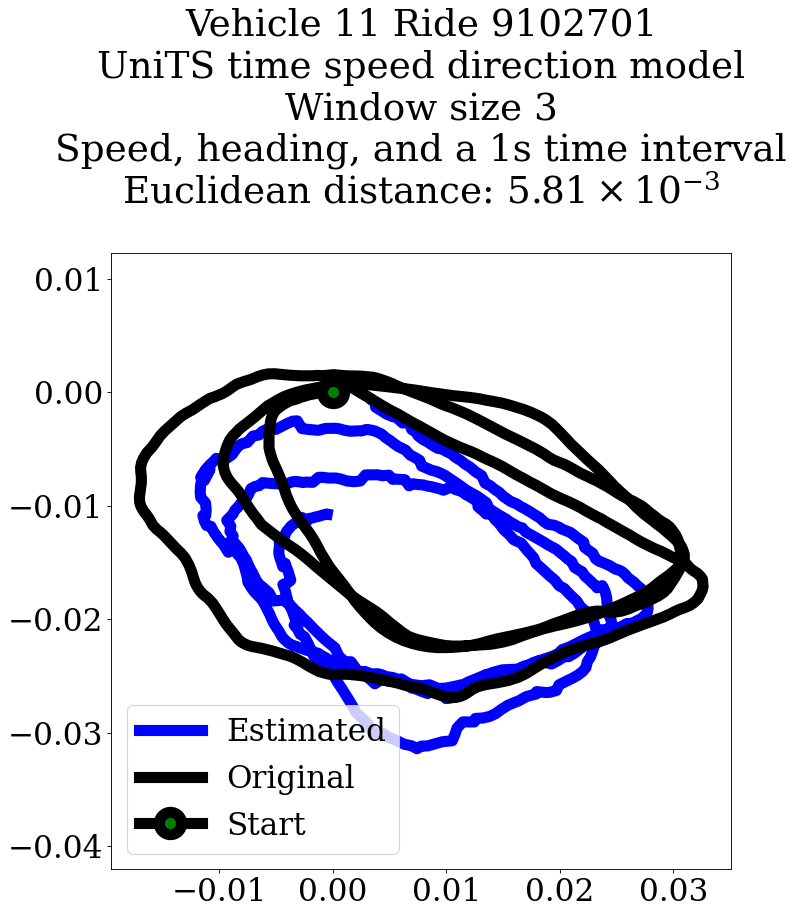 Vehicle 11 Ride 9102701
UniTS time speed direction model
Window size 3
Speed, heading, and a 1s time interval
Euclidean distance: 5.81 × 10⁻³
0.01
0.00
−0.01
−0.02
−0.03
−0.04
Estimated
Original
Start
−0.01 0.00 0.01 0.02 0.03